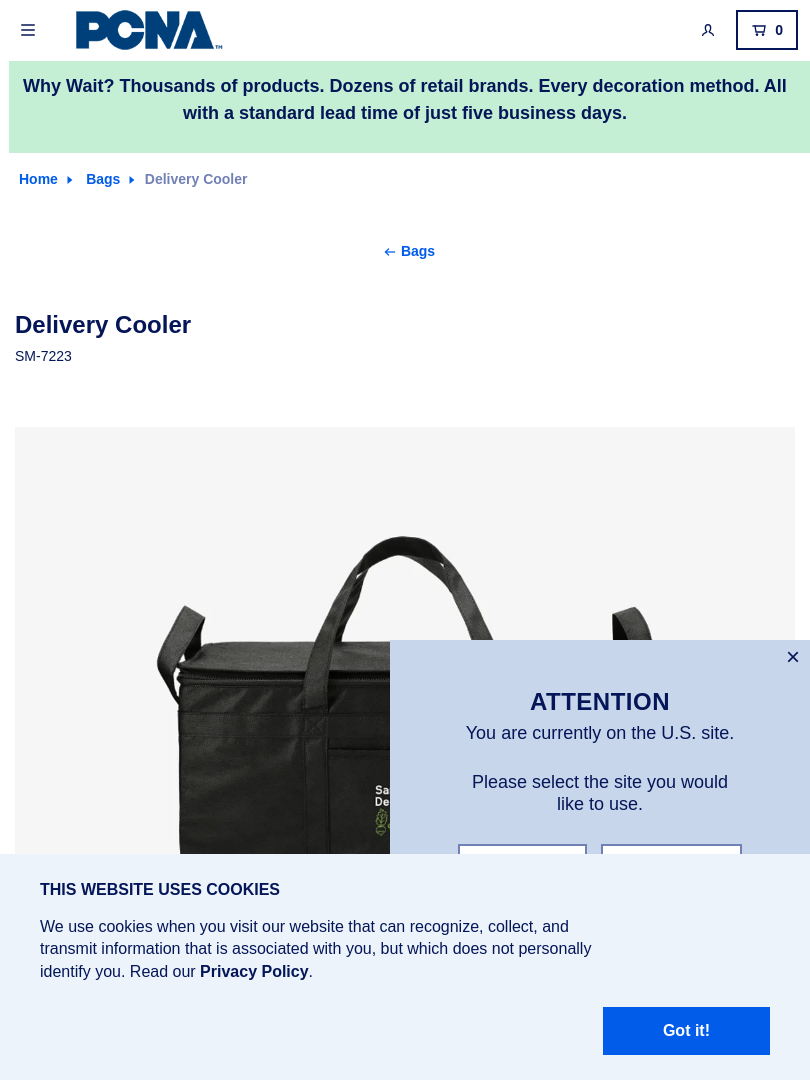 PCNA™
0
Why Wait? Thousands of products. Dozens of retail brands. Every decoration method. All
with a standard lead time of just five business days.
Home Bags Delivery Cooler
← Bags
Delivery Cooler
SM-7223
ATTENTION
You are currently on the U.S. site.
Please select the site you would
like to use.
THIS WEBSITE USES COOKIES
We use cookies when you visit our website that can recognize, collect, and
transmit information that is associated with you, but which does not personally
identify you. Read our Privacy Policy.
Got it!